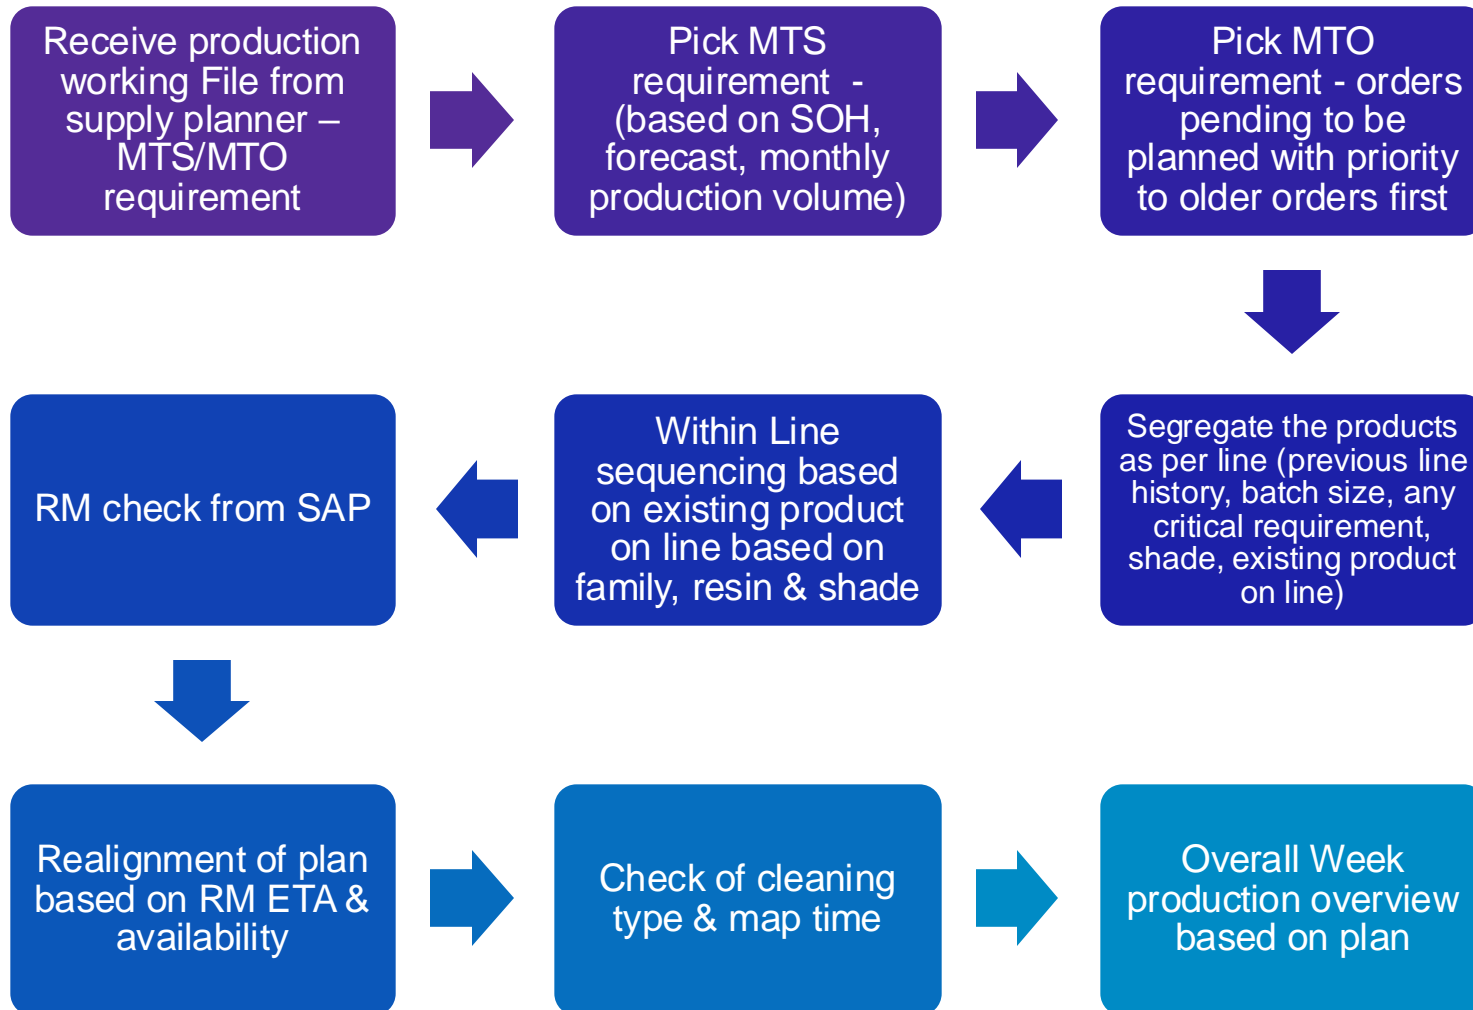 Receive production
working File from
supply planner –
MTS/MTO
requirement
Pick MTS
requirement -
(based on SOH,
forecast, monthly
production volume)
Pick MTO
requirement - orders
pending to be
planned with priority
to older orders first
Segregate the products
as per line (previous line
history, batch size, any
critical requirement,
shade, existing product
on line)
Within Line
sequencing based
on existing product
on line based on
family, resin & shade
RM check from SAP
Realignment of plan
based on RM ETA &
availability
Check of cleaning
type & map time
Overall Week
production overview
based on plan